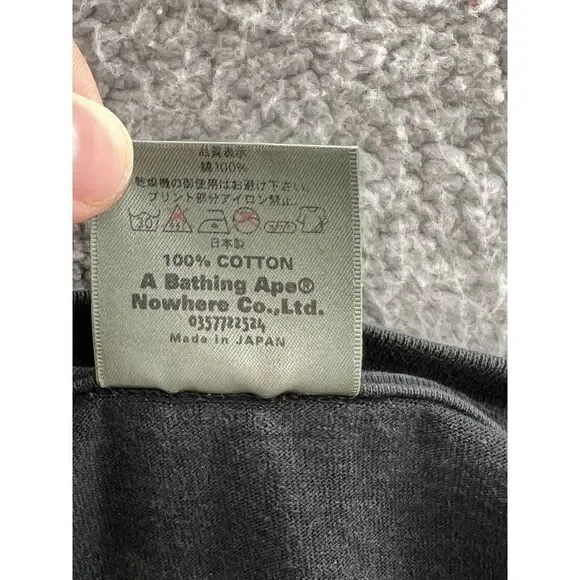 品質表示
綿100%
乾燥機の御使用はお避け下さい。
プリント部分アイロン禁止。
30
日本製
100% COTTON
A Bathing Ape®
Nowhere Co.,Ltd.
0357722524
Made in JAPAN